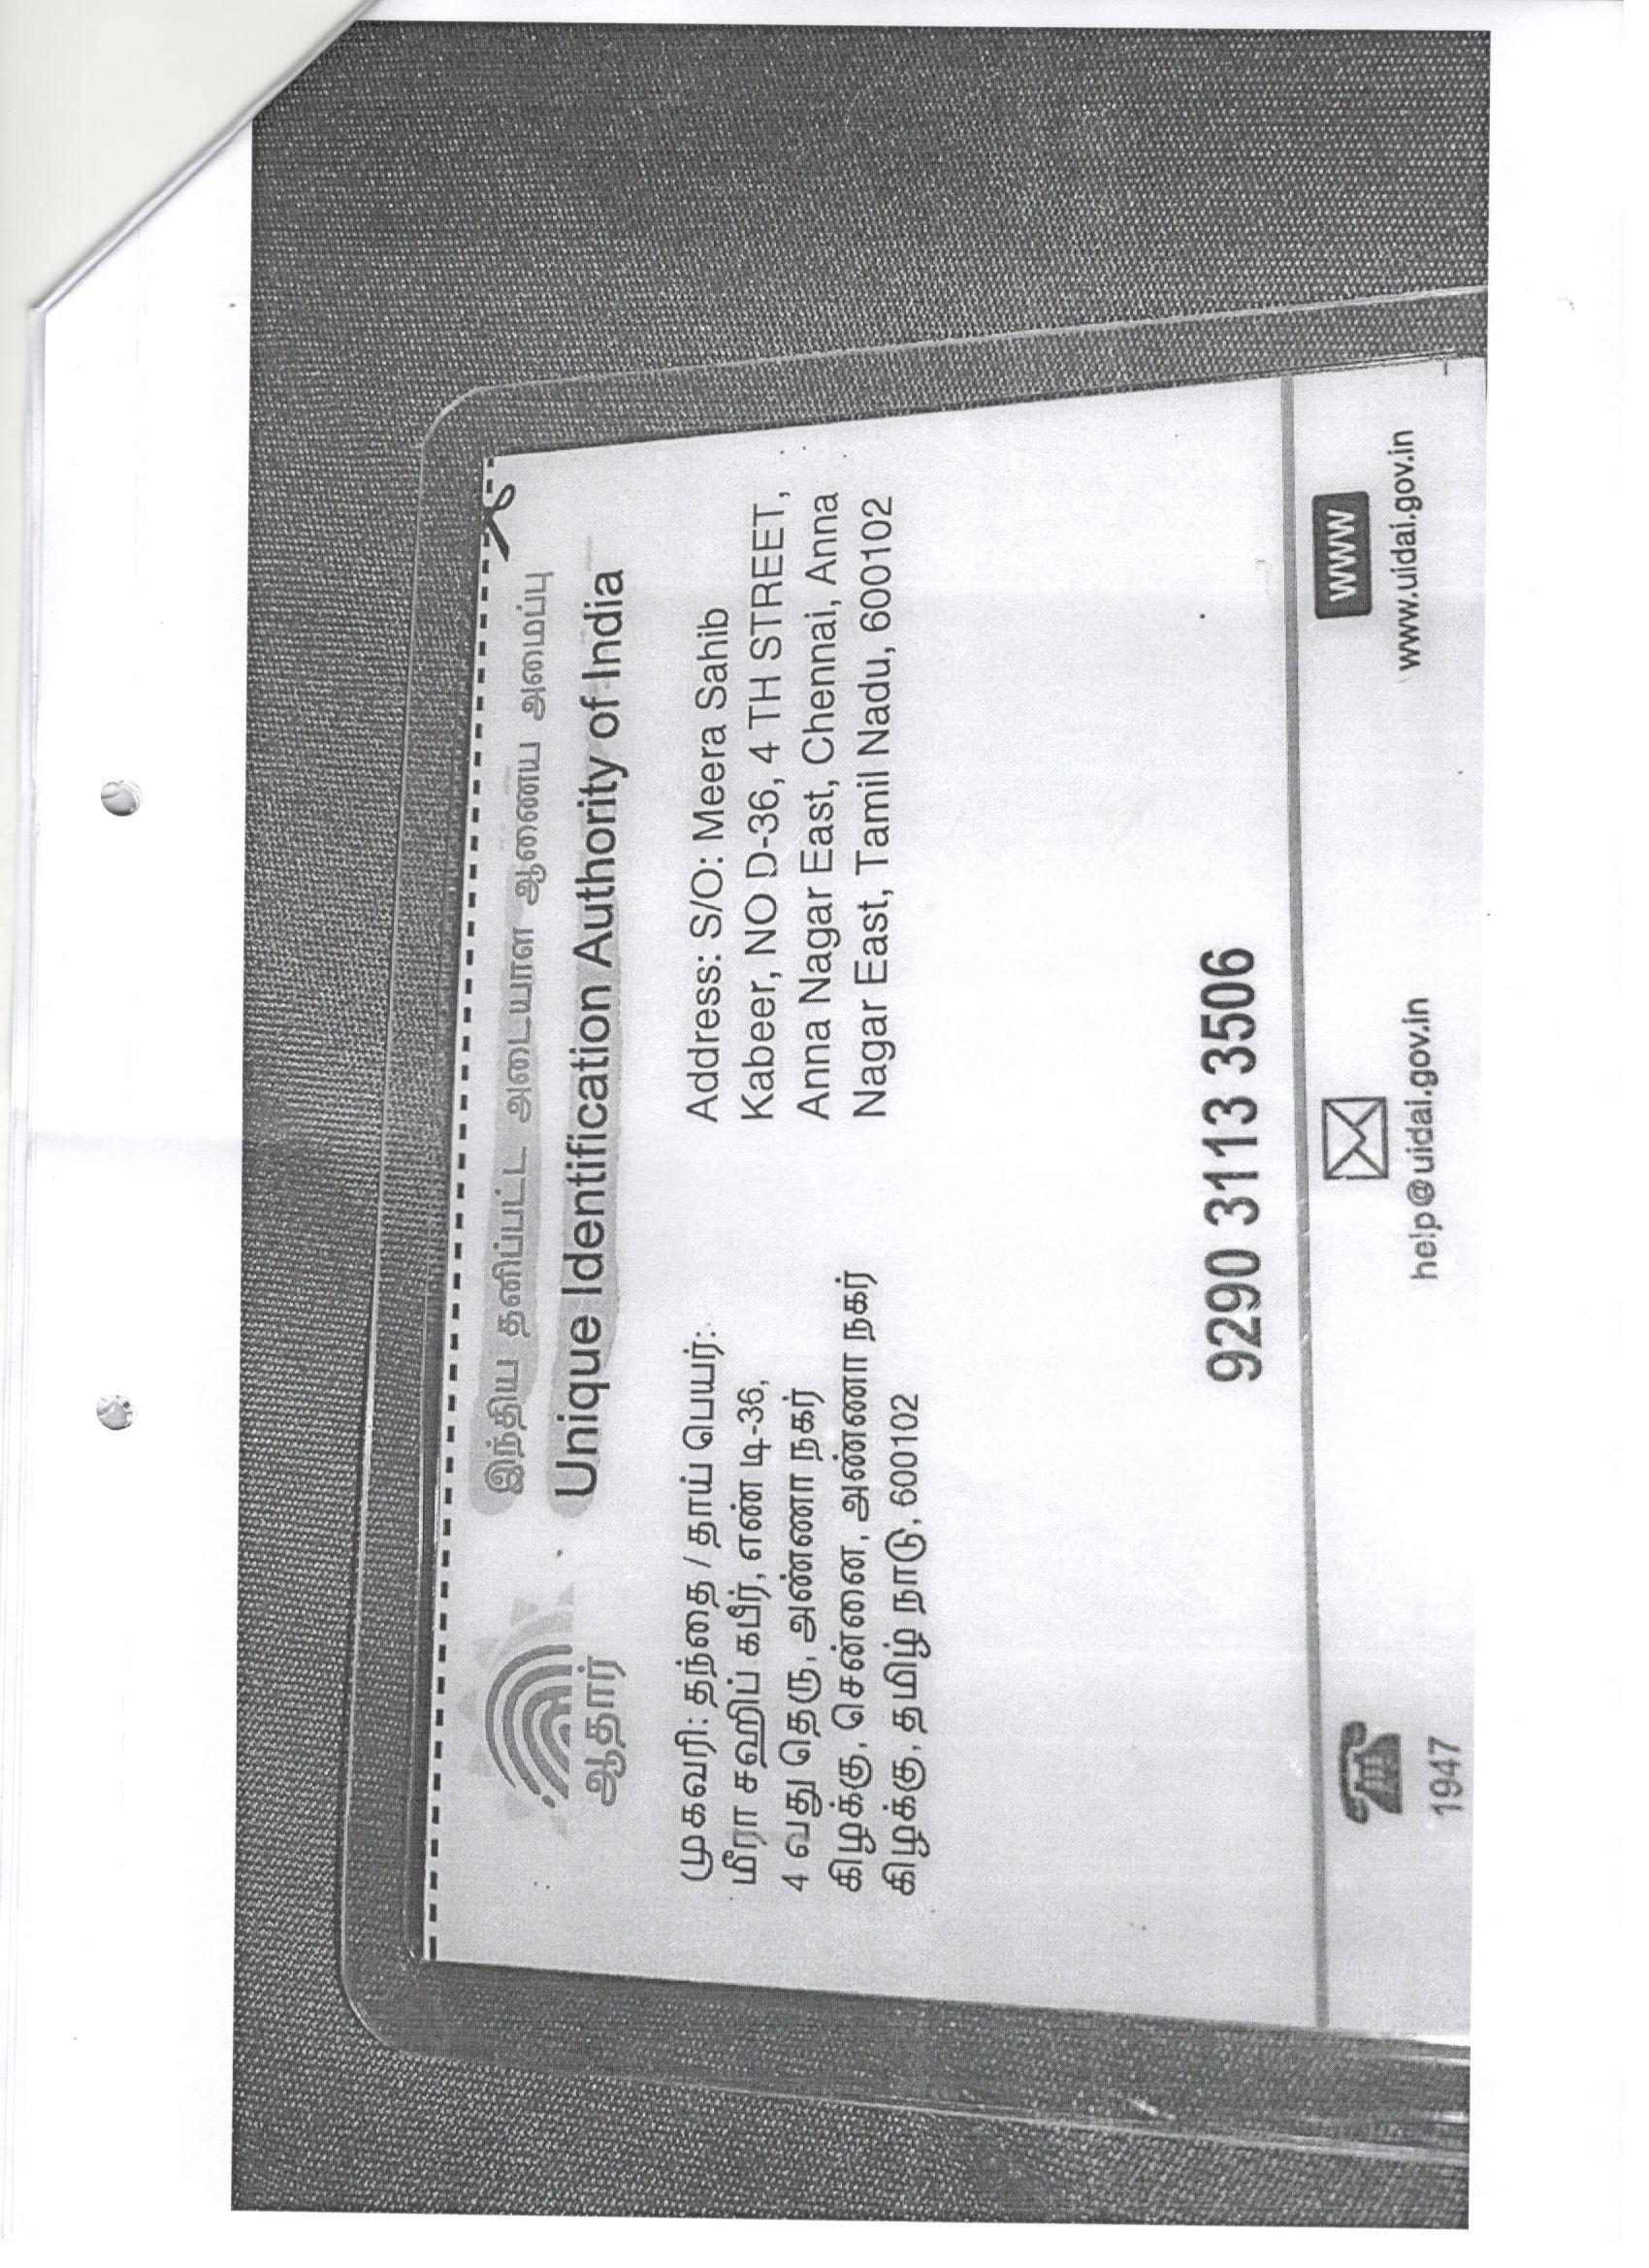 இந்திய தனிப்பட்ட அடையாள ஆணைய அமைப்பு
Unique Identification Authority of India
ஆதார்
முகவரி: தந்தை / தாய் பெயர்:
மீரா சஹிப் கபீர், எண் டி-36,
4 வது தெரு, அண்ணா நகர்
கிழக்கு, சென்னை, அண்ணா நகர்
கிழக்கு, தமிழ் நாடு, 600102
Address: S/O: Meera Sahib
Kabeer, NO D-36, 4 TH STREET,
Anna Nagar East, Chennai, Anna
Nagar East, Tamil Nadu, 600102
9290 3113 3506
1947
help@uidai.gov.in
www
www.uidai.gov.in